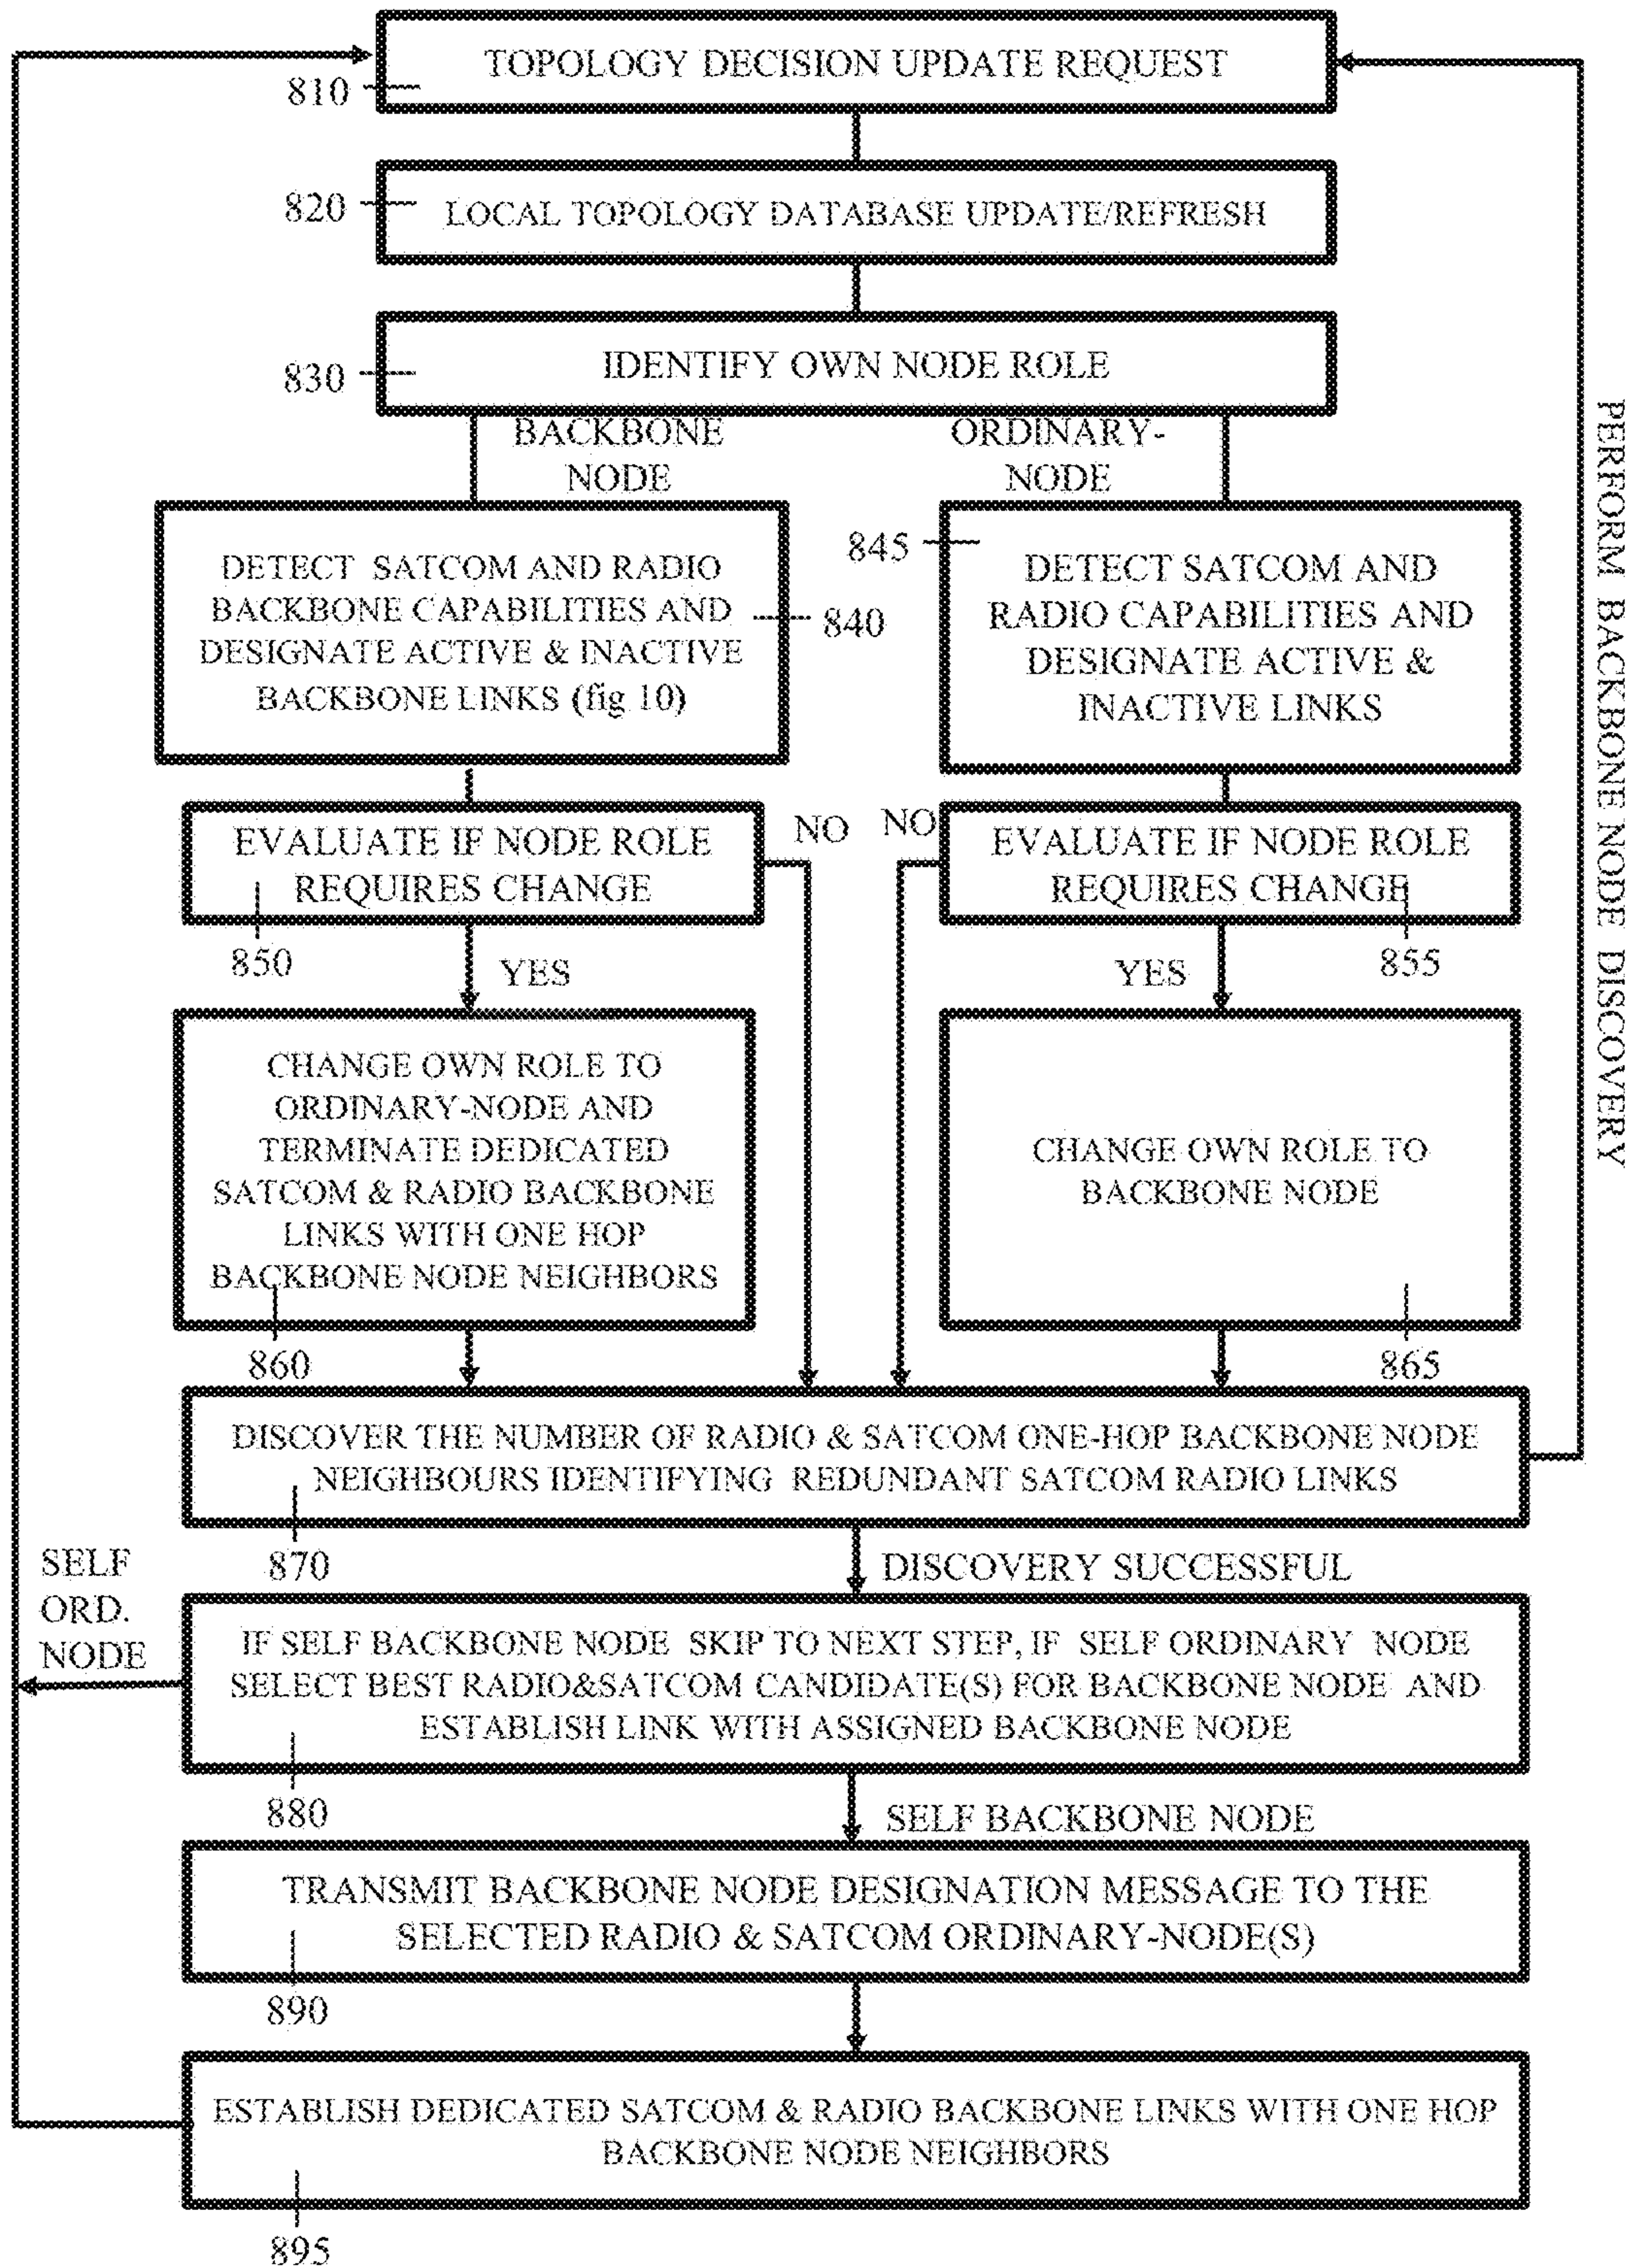 TOPOLOGY DECISION UPDATE REQUEST
810
LOCAL TOPOLOGY DATABASE UPDATE/REFRESH
820
IDENTIFY OWN NODE ROLE
830
BACKBONE
NODE
ORDINARY-
NODE
DETECT SATCOM AND RADIO
BACKBONE CAPABILITIES AND
DESIGNATE ACTIVE & INACTIVE
BACKBONE LINKS (fig 10)
840
845
DETECT SATCOM AND
RADIO CAPABILITIES AND
DESIGNATE ACTIVE &
INACTIVE LINKS
PERFORM BACKBONE NODE DISCOVERY
EVALUATE IF NODE ROLE
REQUIRES CHANGE
850
NO
NO
EVALUATE IF NODE ROLE
REQUIRES CHANGE
855
YES
YES
CHANGE OWN ROLE TO
ORDINARY-NODE AND
TERMINATE DEDICATED
SATCOM & RADIO BACKBONE
LINKS WITH ONE HOP
BACKBONE NODE NEIGHBORS
860
CHANGE OWN ROLE TO
BACKBONE NODE
865
DISCOVER THE NUMBER OF RADIO & SATCOM ONE-HOP BACKBONE NODE
NEIGHBOURS IDENTIFYING REDUNDANT SATCOM RADIO LINKS
870
DISCOVERY SUCCESSFUL
SELF
ORD.
NODE
IF SELF BACKBONE NODE SKIP TO NEXT STEP, IF SELF ORDINARY NODE
SELECT BEST RADIO&SATCOM CANDIDATE(S) FOR BACKBONE NODE AND
ESTABLISH LINK WITH ASSIGNED BACKBONE NODE
880
SELF BACKBONE NODE
TRANSMIT BACKBONE NODE DESIGNATION MESSAGE TO THE
SELECTED RADIO & SATCOM ORDINARY-NODE(S)
890
ESTABLISH DEDICATED SATCOM & RADIO BACKBONE LINKS WITH ONE HOP
BACKBONE NODE NEIGHBORS
895